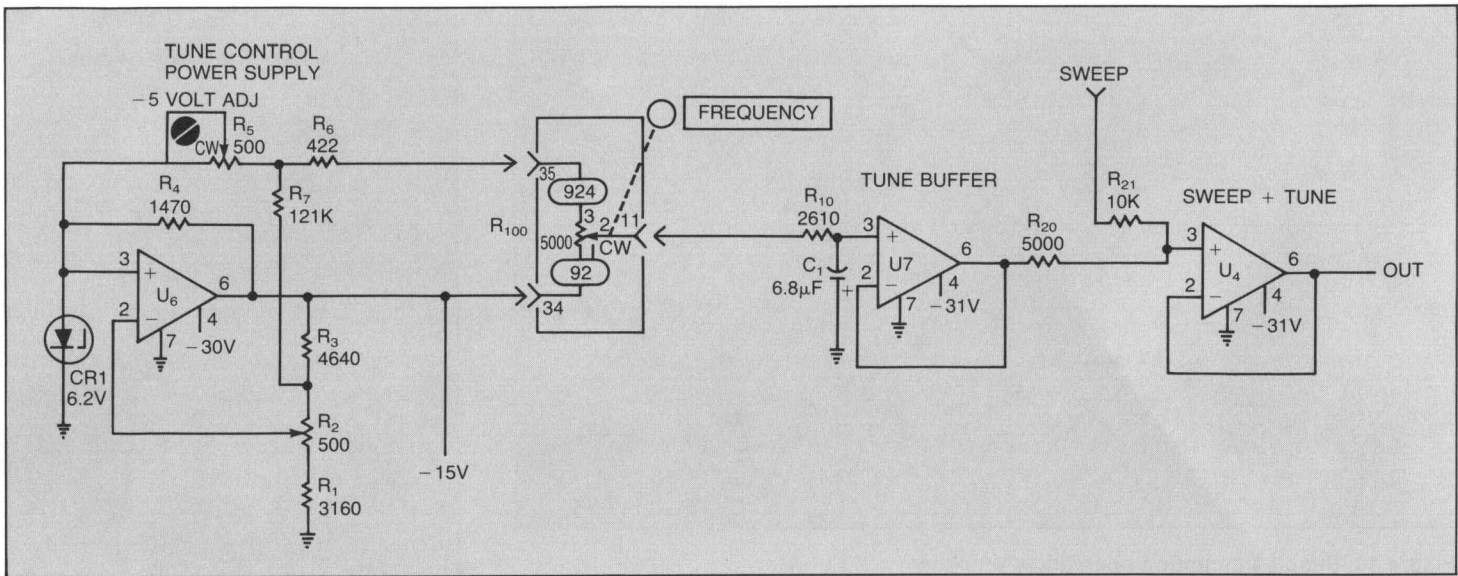 TUNE CONTROL
POWER SUPPLY
−5 VOLT ADJ
CW
R5
500
R6
422
R4
1470
R7
121K
3
+
U6
6
2
−
7
4
−30V
CR1
6.2V
R3
4640
R2
500
R1
3160
−15V
FREQUENCY
35
924
3
2
11
R100
5000
CW
92
34
TUNE BUFFER
R10
2610
C1
6.8μF
+
3
+
U7
6
2
−
7
4
−31V
R20
5000
SWEEP
R21
10K
SWEEP + TUNE
3
+
U4
6
2
−
7
4
−31V
OUT